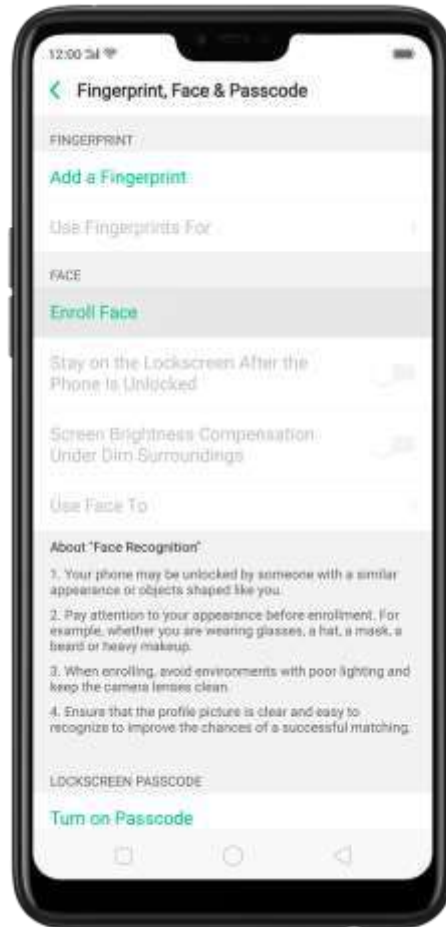 12:00
Fingerprint, Face & Passcode
FINGERPRINT
Add a Fingerprint
Use Fingerprints For
FACE
Enroll Face
Stay on the Lockscreen After the
Phone Is Unlocked
Screen Brightness Compensation
Under Dim Surroundings
Use Face To
About "Face Recognition"
1. Your phone may be unlocked by someone with a similar
appearance or objects shaped like you.
2. Pay attention to your appearance before enrollment. For
example, whether you are wearing glasses, a hat, a mask, a
beard or heavy makeup.
3. When enrolling, avoid environments with poor lighting and
keep the camera lenses clean.
4. Ensure that the profile picture is clear and easy to
recognize to improve the chances of a successful matching.
LOCKSCREEN PASSCODE
Turn on Passcode